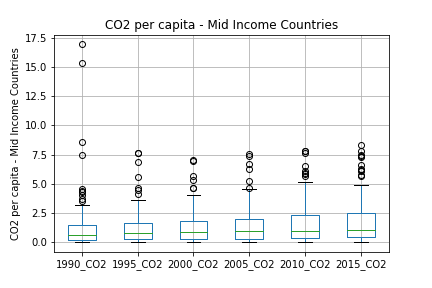 CO2 per capita - Mid Income Countries
CO2 per capita - Mid Income Countries
17.5
15.0
12.5
10.0
7.5
5.0
2.5
0.0
1990_CO2 1995_CO2 2000_CO2 2005_CO2 2010_CO2 2015_CO2